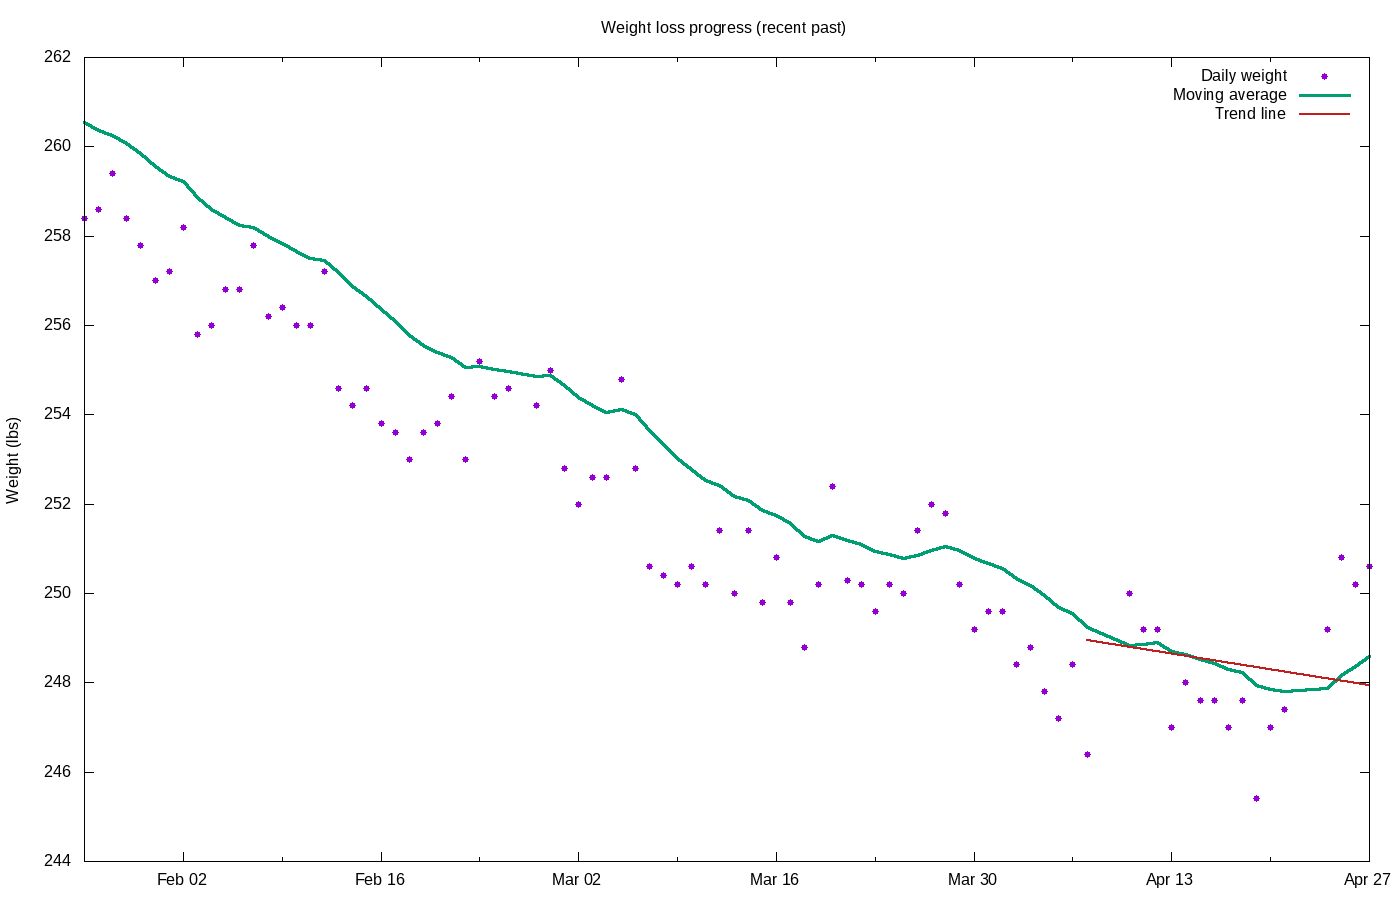 Weight loss progress (recent past)
262
260
258
256
254
252
250
248
246
244
Weight (lbs)
Daily weight
Moving average
Trend line
Feb 02 Feb 16 Mar 02 Mar 16 Mar 30 Apr 13 Apr 27